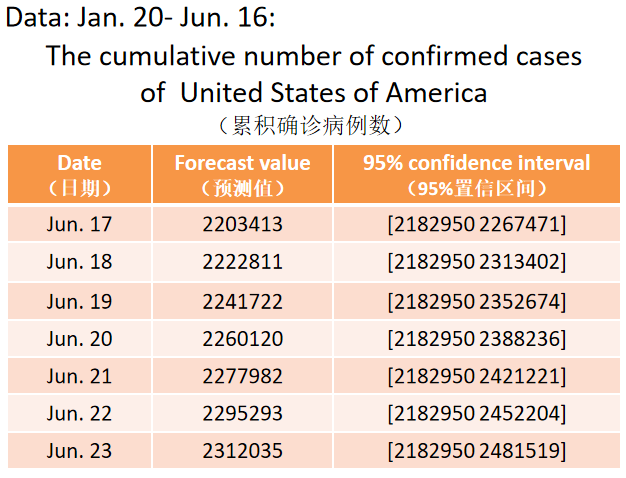 Data: Jan. 20- Jun. 16:
The cumulative number of confirmed cases
of United States of America
（累积确诊病例数）
Date Forecast value 95% confidence interval
（日期） （预测值） （95%置信区间）
Jun. 17 2203413 [2182950 2267471]
Jun. 18 2222811 [2182950 2313402]
Jun. 19 2241722 [2182950 2352674]
Jun. 20 2260120 [2182950 2388236]
Jun. 21 2277982 [2182950 2421221]
Jun. 22 2295293 [2182950 2452204]
Jun. 23 2312035 [2182950 2481519]